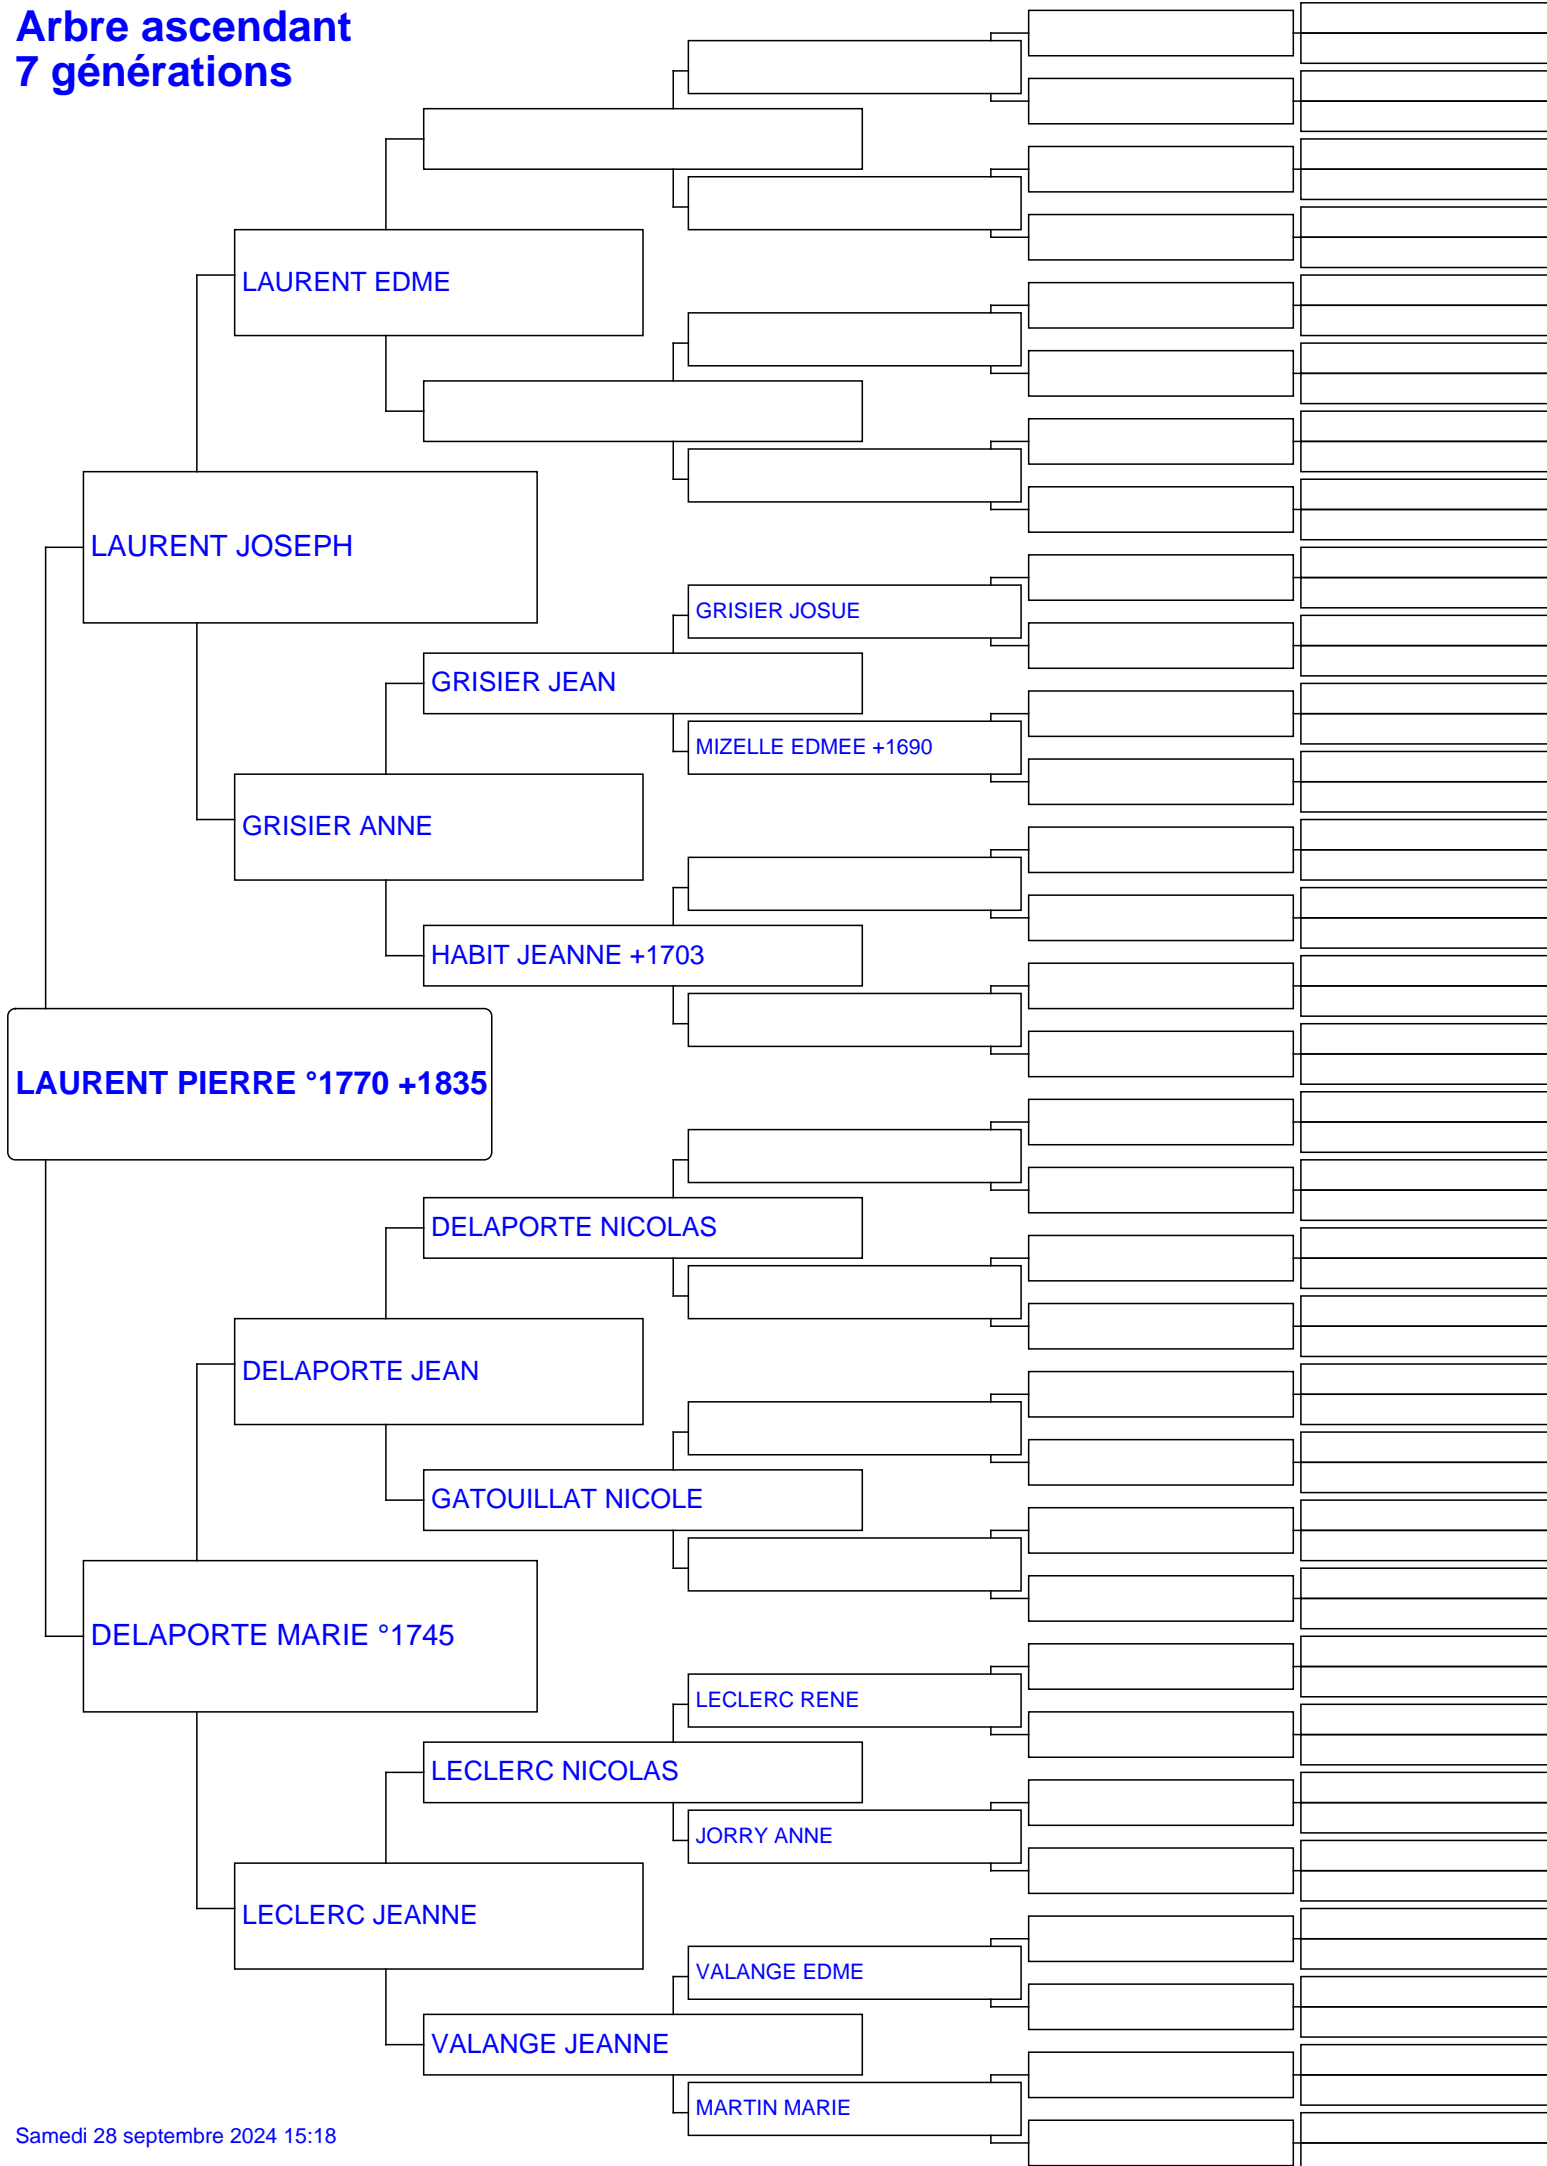 Arbre ascendant
7 générations
LAURENT EDME
LAURENT JOSEPH
GRISIER JOSUE
GRISIER JEAN
MIZELLE EDMEE +1690
GRISIER ANNE
HABIT JEANNE +1703
LAURENT PIERRE °1770 +1835
DELAPORTE NICOLAS
DELAPORTE JEAN
GATOUILLAT NICOLE
DELAPORTE MARIE °1745
LECLERC RENE
LECLERC NICOLAS
JORRY ANNE
LECLERC JEANNE
VALANGE EDME
VALANGE JEANNE
MARTIN MARIE
Samedi 28 septembre 2024 15:18